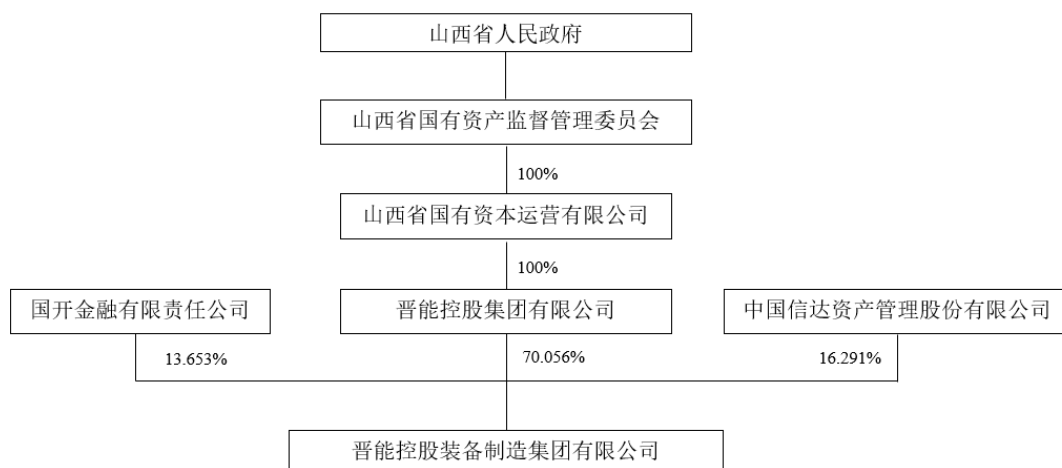 山西省人民政府
山西省国有资产监督管理委员会
100%
山西省国有资本运营有限公司
100%
国开金融有限责任公司
晋能控股集团有限公司
中国信达资产管理股份有限公司
13.653%
70.056%
16.291%
晋能控股装备制造集团有限公司